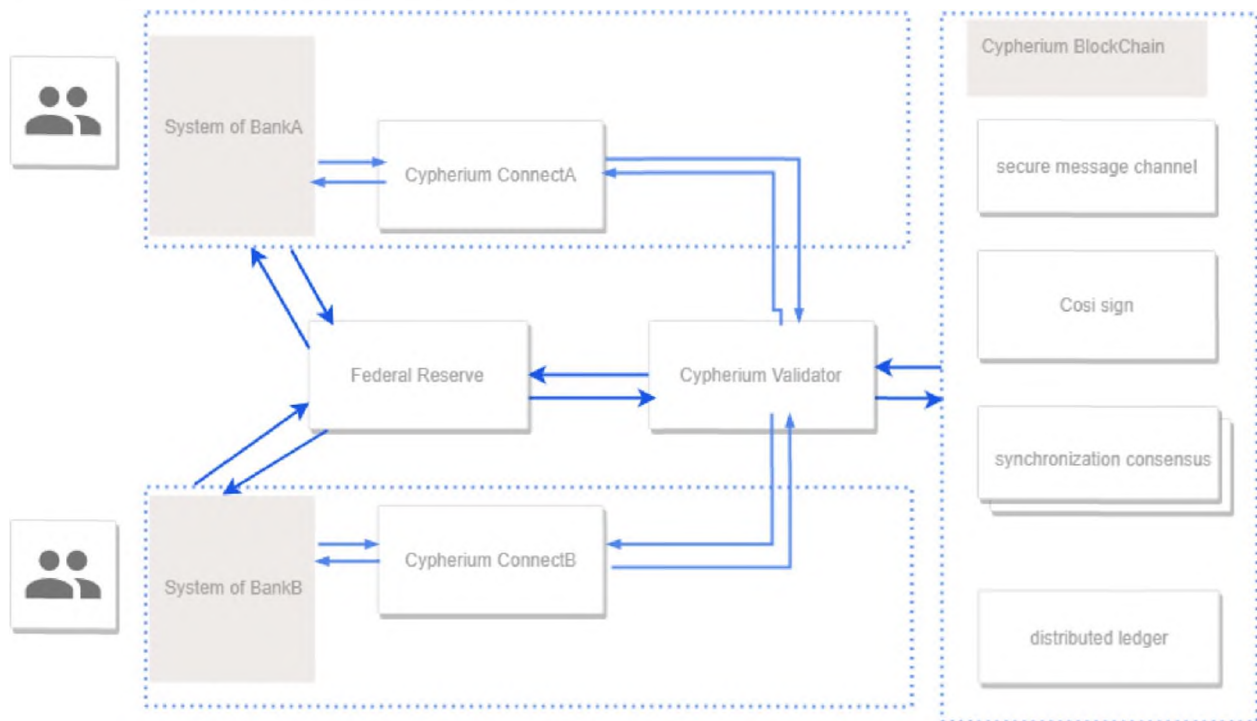 Cypherium BlockChain
System of BankA
Cypherium ConnectA
secure message channel
Cosi sign
Federal Reserve
Cypherium Validator
synchronization consensus
Cypherium ConnectB
System of BankB
distributed ledger